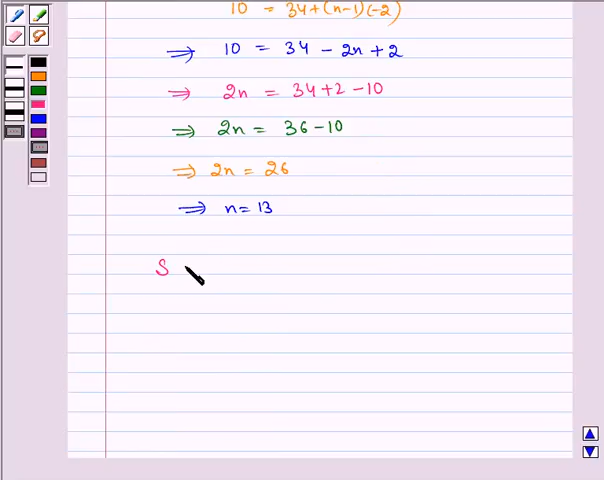 10 = 34+(n-1)(-2)
⇒ 10 = 34 - 2n + 2
⇒ 2n = 34+2-10
⇒ 2n = 36-10
⇒ 2n = 26
⇒ n = 13
S